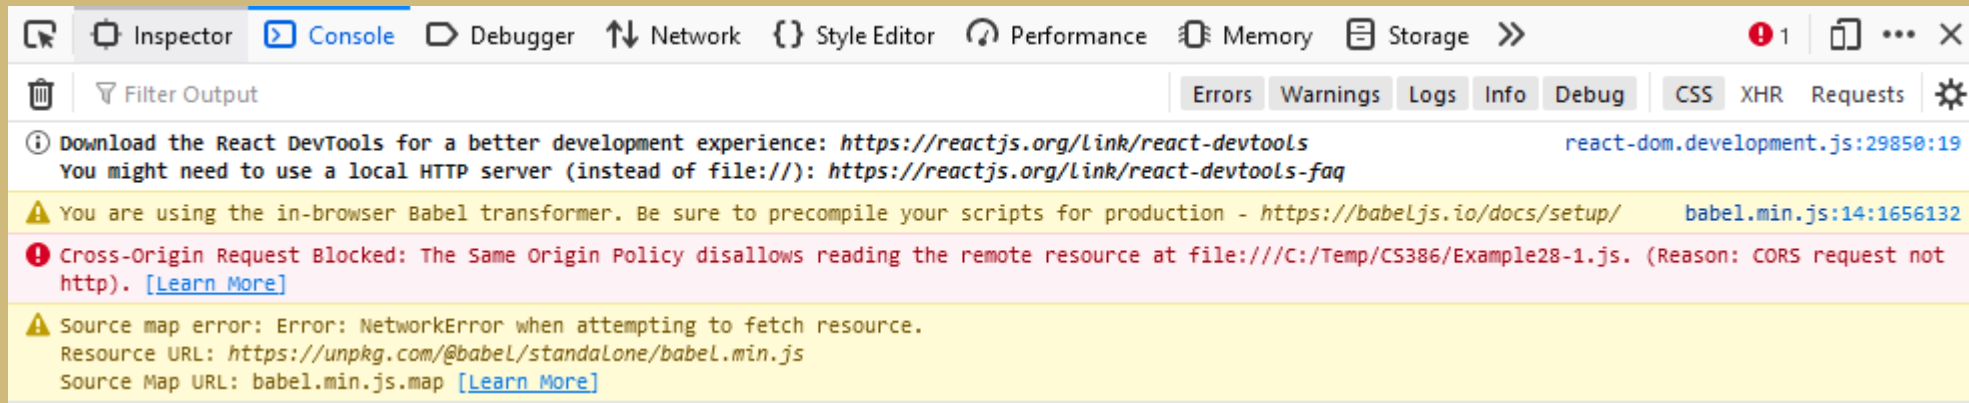 Inspector Console Debugger Network Style Editor Performance Memory Storage 1
Filter Output Errors Warnings Logs Info Debug CSS XHR Requests
Download the React DevTools for a better development experience: https://reactjs.org/link/react-devtools react-dom.development.js:29850:19
You might need to use a local HTTP server (instead of file://): https://reactjs.org/link/react-devtools-faq
You are using the in-browser Babel transformer. Be sure to precompile your scripts for production - https://babeljs.io/docs/setup/ babel.min.js:14:1656132
Cross-Origin Request Blocked: The Same Origin Policy disallows reading the remote resource at file:///C:/Temp/CS386/Example28-1.js. (Reason: CORS request not
http). [Learn More]
Source map error: Error: NetworkError when attempting to fetch resource.
Resource URL: https://unpkg.com/@babel/standalone/babel.min.js
Source Map URL: babel.min.js.map [Learn More]